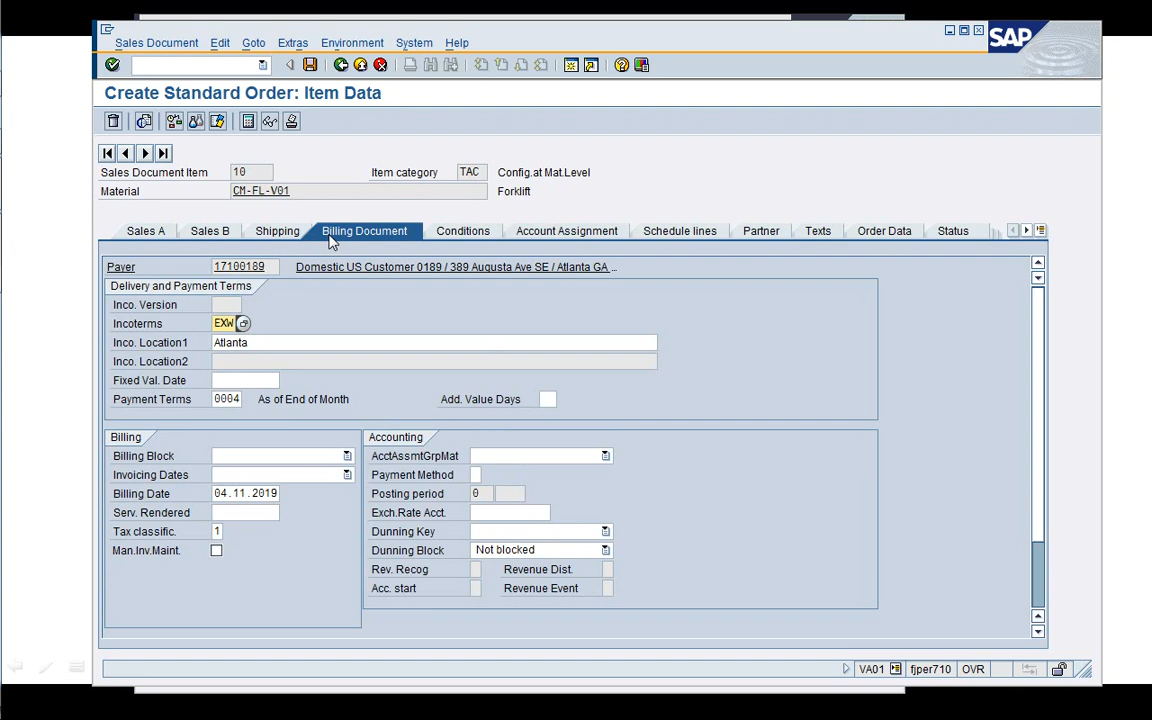 Sales Document Edit Goto Extras Environment System Help
SAP
Create Standard Order: Item Data
Sales Document Item 10 Item category TAC Config.at Mat.Level
Material CM-FL-V01 Forklift
Sales A Sales B Shipping Billing Document Conditions Account Assignment Schedule lines Partner Texts Order Data Status
Payer 17100189 Domestic US Customer 0189 / 389 Augusta Ave SE / Atlanta GA ...
Delivery and Payment Terms
Inco. Version
Incoterms EXW
Inco. Location1 Atlanta
Inco. Location2
Fixed Val. Date
Payment Terms 0004 As of End of Month Add. Value Days
Billing
Billing Block
Invoicing Dates
Billing Date 04.11.2019
Serv. Rendered
Tax classific. 1
Man.Inv.Maint.
Accounting
AcctAssmtGrpMat
Payment Method
Posting period 0
Exch.Rate Acct.
Dunning Key
Dunning Block Not blocked
Rev. Recog Revenue Dist.
Acc. start Revenue Event
VA01 fjper710 OVR